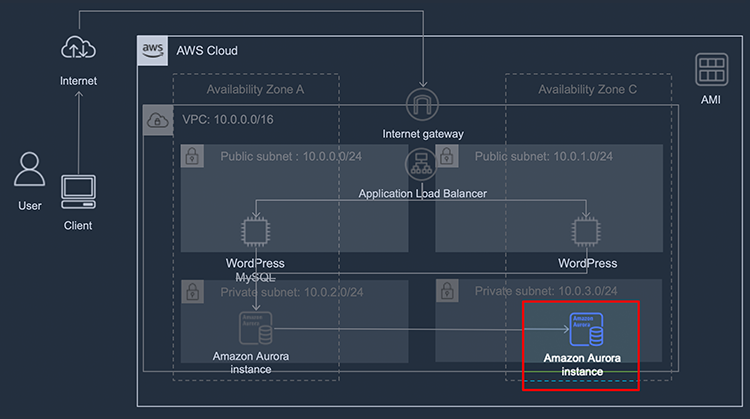 aws
AWS Cloud
Internet
Availability Zone A
Availability Zone C
AMI
VPC: 10.0.0.0/16
Internet gateway
Public subnet : 10.0.0.0/24
Public subnet: 10.0.1.0/24
User
Client
Application Load Balancer
WordPress
MySQL
WordPress
Private subnet: 10.0.2.0/24
Private subnet: 10.0.3.0/24
Amazon
Aurora
Amazon Aurora
instance
Amazon
Aurora
Amazon Aurora
instance